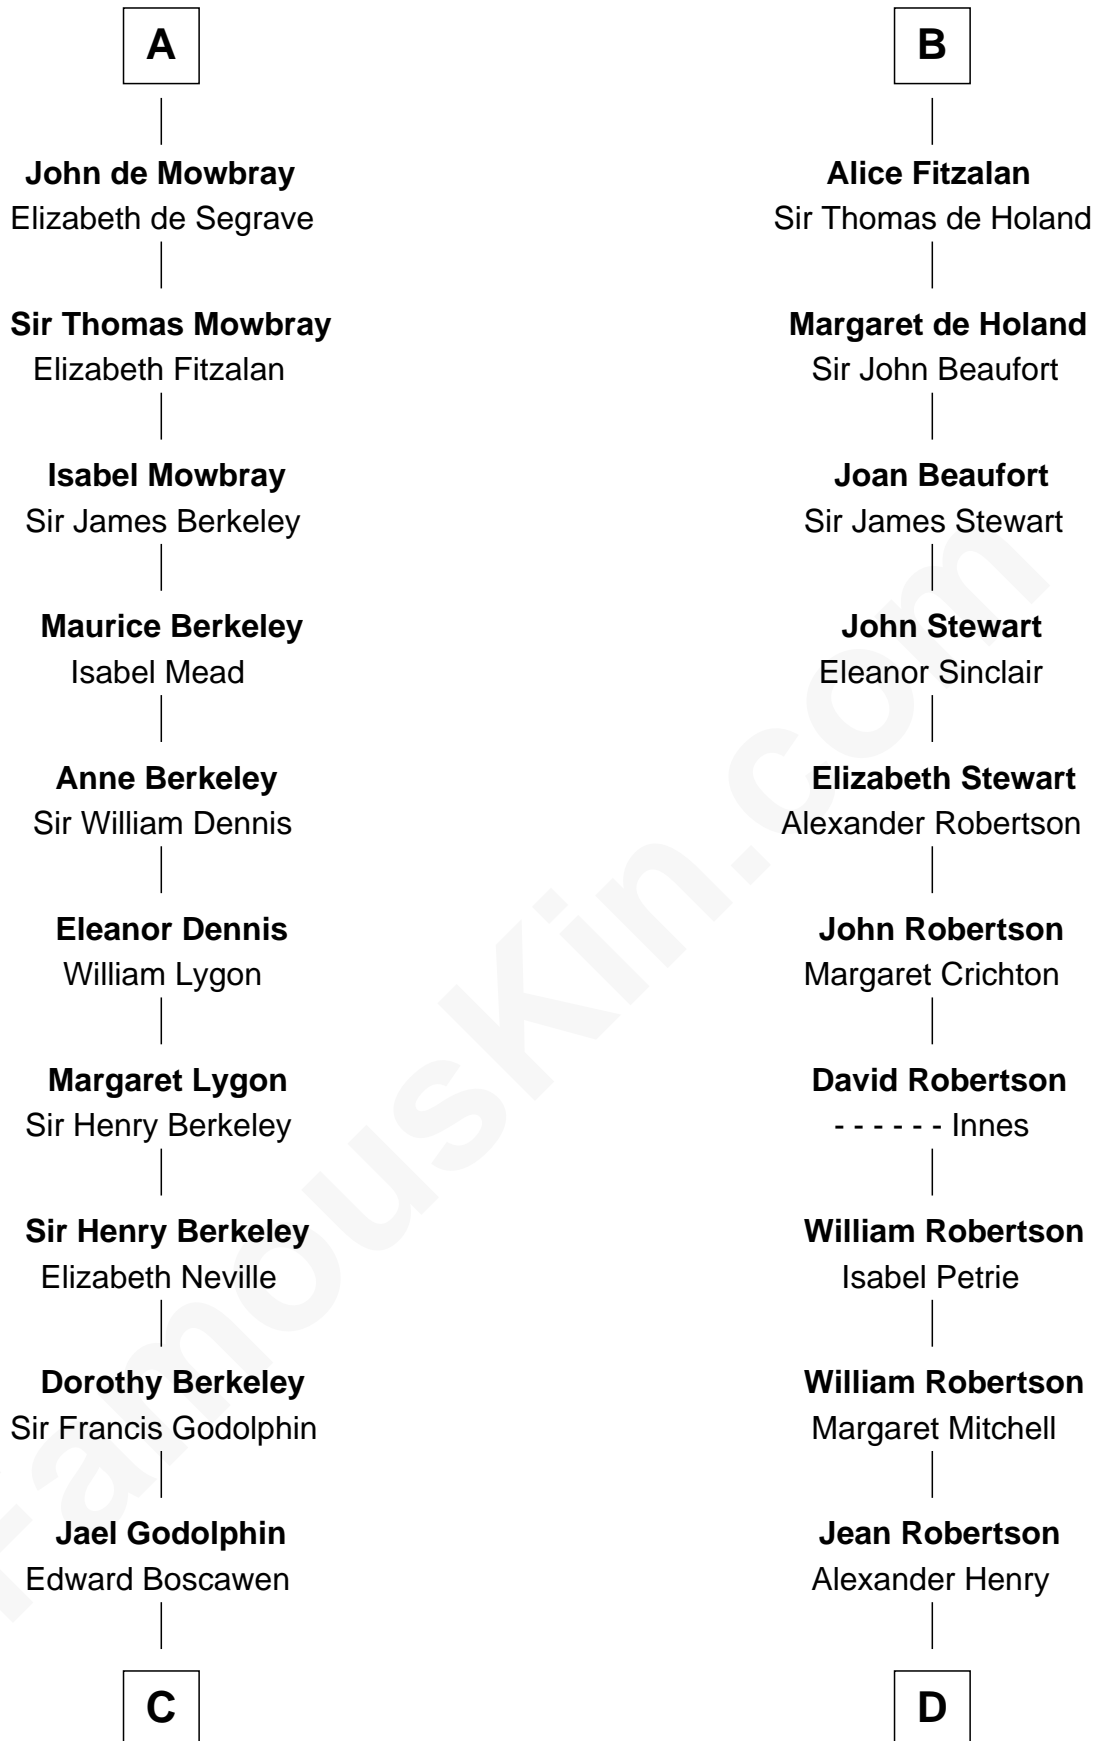 A
John de Mowbray
Elizabeth de Segrave
Sir Thomas Mowbray
Elizabeth Fitzalan
Isabel Mowbray
Sir James Berkeley
Maurice Berkeley
Isabel Mead
Anne Berkeley
Sir William Dennis
Eleanor Dennis
William Lygon
Margaret Lygon
Sir Henry Berkeley
Sir Henry Berkeley
Elizabeth Neville
Dorothy Berkeley
Sir Francis Godolphin
Jael Godolphin
Edward Boscawen
C
B
Alice Fitzalan
Sir Thomas de Holand
Margaret de Holand
Sir John Beaufort
Joan Beaufort
Sir James Stewart
John Stewart
Eleanor Sinclair
Elizabeth Stewart
Alexander Robertson
John Robertson
Margaret Crichton
David Robertson
- - - - - - Innes
William Robertson
Isabel Petrie
William Robertson
Margaret Mitchell
Jean Robertson
Alexander Henry
D
FamousKin.com